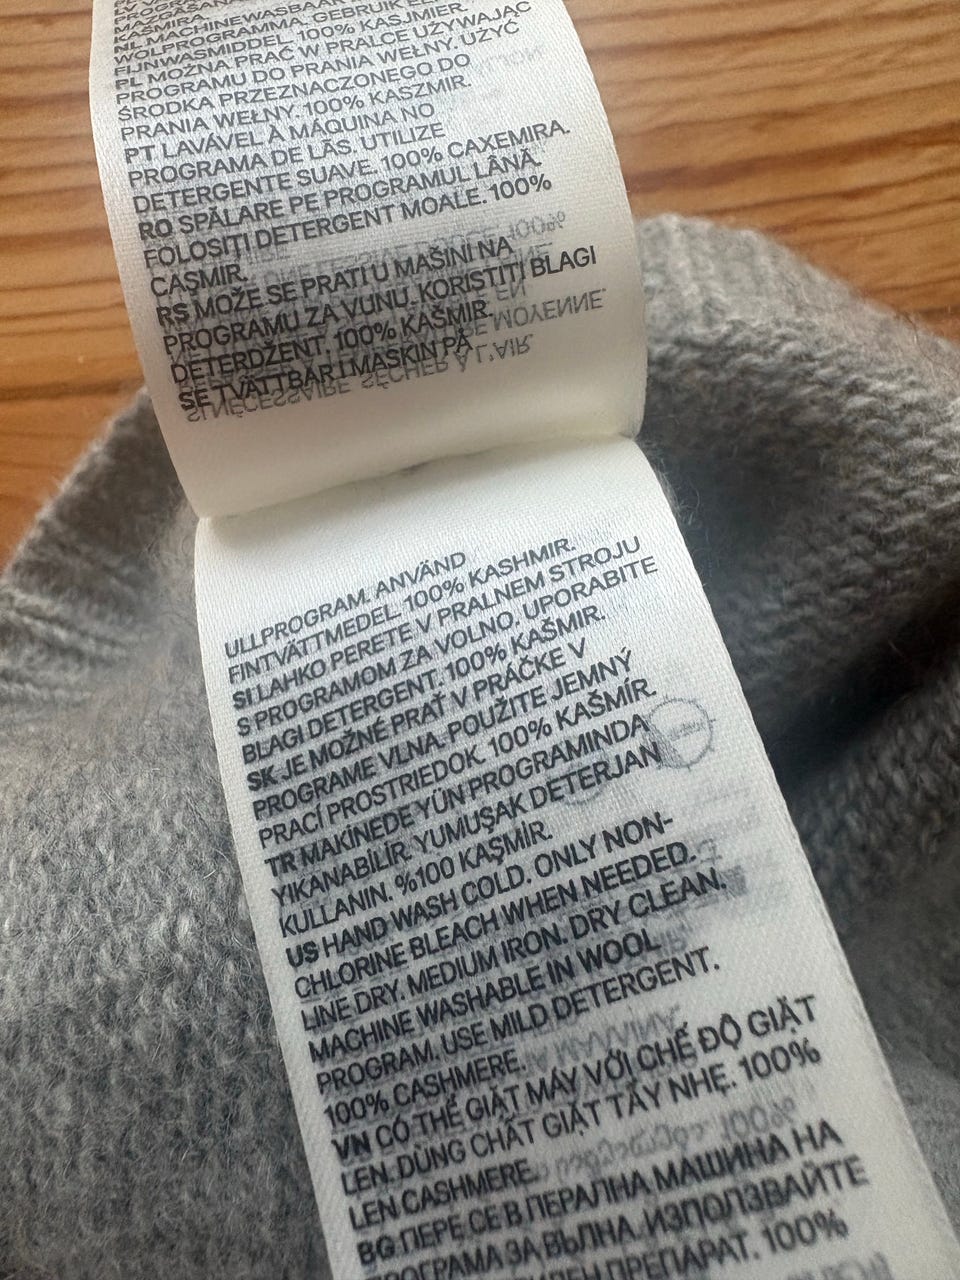 KAŠMIRA.
NL MACHINEWASBAAR
WOLPROGRAMMA. GEBRUIK
FIJNWASMIDDEL. 100% KASJMIER.
PL MOŻNA PRAĆ W PRALCE UŻYWAJĄC
PROGRAMU DO PRANIA WEŁNY. UŻYĆ
ŚRODKA PRZEZNACZONEGO DO
PRANIA WEŁNY. 100% KASZMIR.
PT LAVÁVEL À MÁQUINA NO
PROGRAMA DE LÃS. UTILIZE
DETERGENTE SUAVE. 100% CAXEMIRA.
RO SPĂLARE PE PROGRAMUL LÂNĂ.
FOLOSIȚI DETERGENT MOALE. 100%
CAȘMIR.
RS MOŽE SE PRATI U MAŠINI NA
PROGRAMU ZA VUNU. KORISTITI BLAGI
DETERDŽENT. 100% KAŠMIR.
SE TVÄTTBAR I MASKIN PÅ
ULLPROGRAM. ANVÄND
FINTVÄTTMEDEL. 100% KASHMIR.
SI LAHKO PERETE V PRALNEM STROJU
S PROGRAMOM ZA VOLNO. UPORABITE
BLAGI DETERGENT. 100% KAŠMIR.
SK JE MOŽNÉ PRAŤ V PRÁČKE V
PROGRAME VLNA. POUŽITE JEMNÝ
PRACÍ PROSTRIEDOK. 100% KAŠMÍR.
TR MAKİNEDE YÜN PROGRAMINDA
YIKANABİLİR. YUMUŞAK DETERJAN
KULLANIN. %100 KAŞMİR.
US HAND WASH COLD. ONLY NON-
CHLORINE BLEACH WHEN NEEDED.
LINE DRY. MEDIUM IRON. DRY CLEAN.
MACHINE WASHABLE IN WOOL
PROGRAM. USE MILD DETERGENT.
100% CASHMERE.
VN CÓ THỂ GIẶT MÁY VỚI CHẾ ĐỘ GIẶT
LEN. DÙNG CHẤT GIẶT TẨY NHẸ. 100%
LEN CASHMERE.
BG ПЕРЕ СЕ В ПЕРАЛНА МАШИНА НА
ПРОГРАМА ЗА ВЪЛНА. ИЗПОЛЗВАЙТЕ
ПРЕПАРАТ. 100%